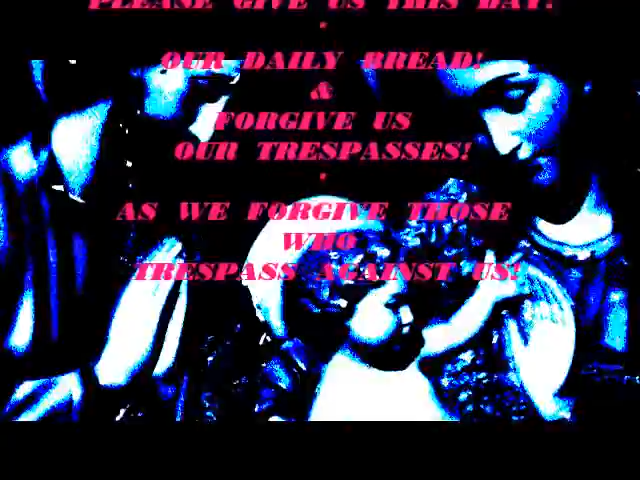 PLEASE GIVE US THIS DAY!
.
OUR DAILY BREAD!
&
FORGIVE US
OUR TRESPASSES!
.
AS WE FORGIVE THOSE
WHO
TRESPASS AGAINST US!